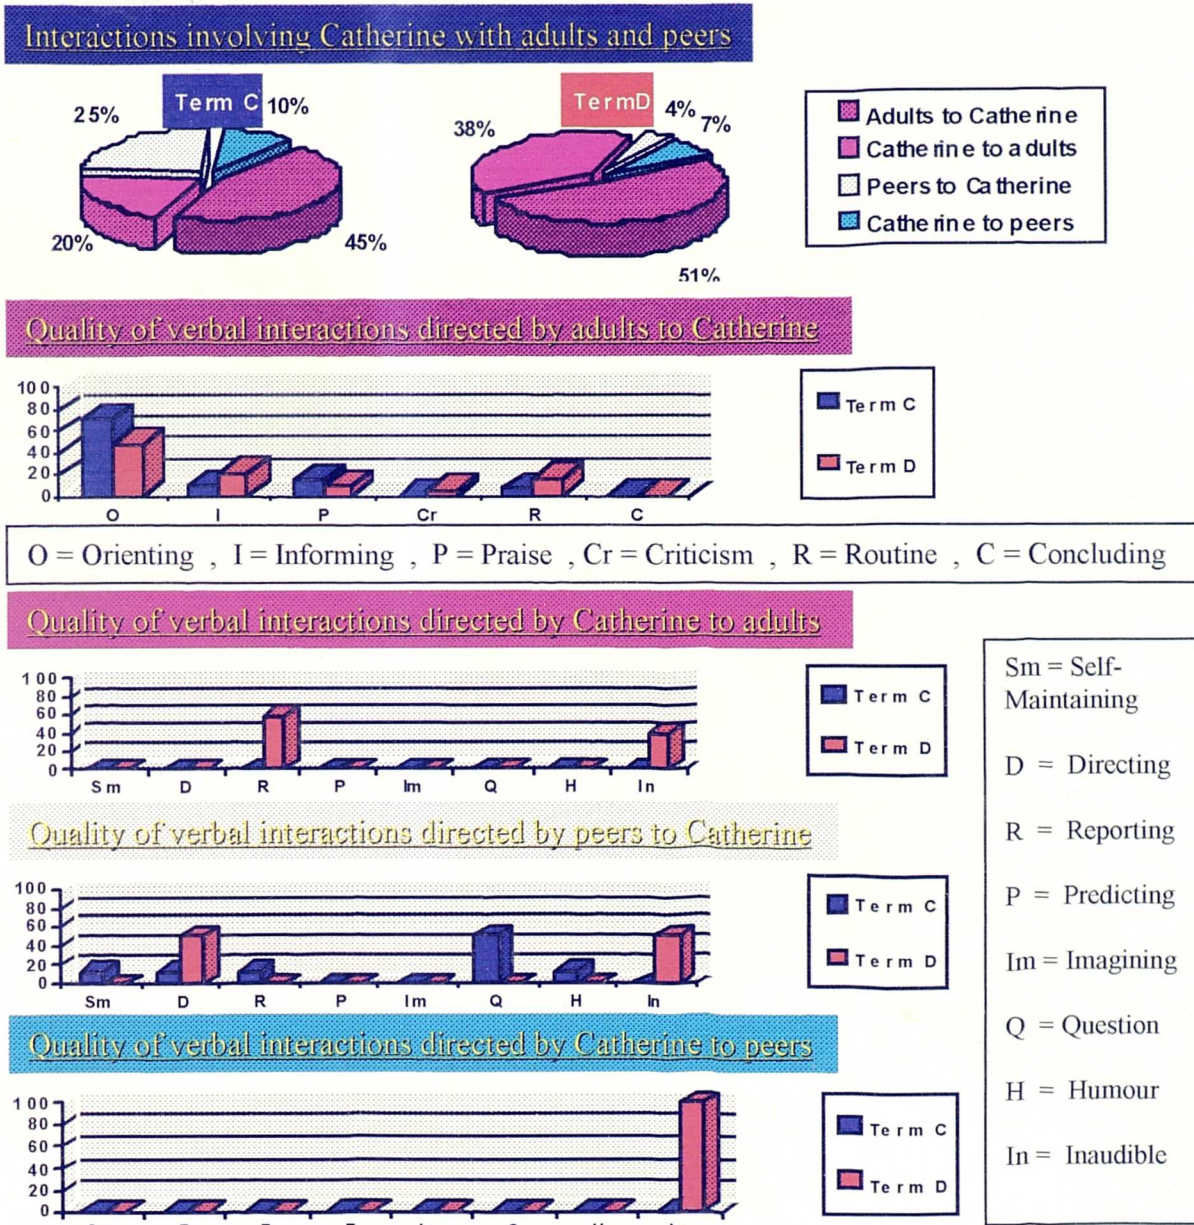 Interactions involving Catherine with adults and peers
Term C
25%
10%
20%
45%
TermD
38%
4%
7%
51%
Adults to Catherine
Catherine to adults
Peers to Catherine
Catherine to peers
Quality of verbal interactions directed by adults to Catherine
100
80
60
40
20
0
O I P Cr R C
Term C
Term D
O = Orienting , I = Informing , P = Praise , Cr = Criticism , R = Routine , C = Concluding
Quality of verbal interactions directed by Catherine to adults
100
80
60
40
20
0
Sm D R P Im Q H In
Term C
Term D
Quality of verbal interactions directed by peers to Catherine
100
80
60
40
20
0
Sm D R P Im Q H In
Term C
Term D
Quality of verbal interactions directed by Catherine to peers
100
80
60
40
20
0
Term C
Term D
Sm = Self-
Maintaining
D = Directing
R = Reporting
P = Predicting
Im = Imagining
Q = Question
H = Humour
In = Inaudible